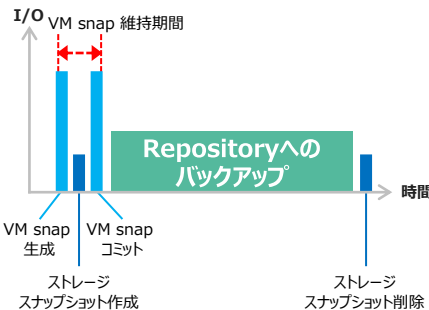 I/O
VM snap 維持期間
Repositoryへの
バックアップ
時間
VM snap
生成
VM snap
コミット
ストレージ
スナップショット作成
ストレージ
スナップショット削除